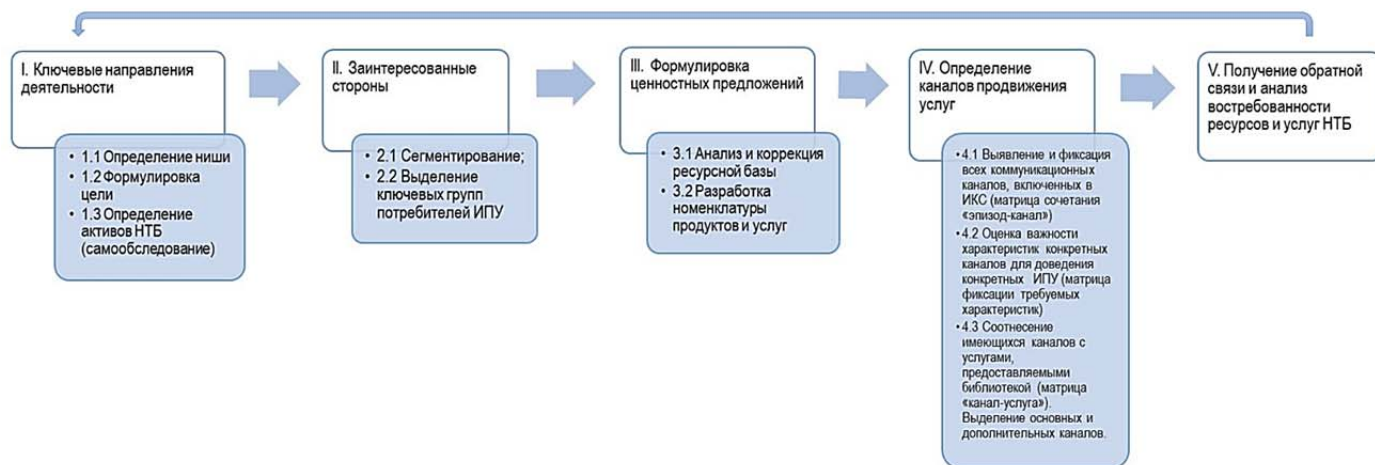 I. Ключевые направления
деятельности
• 1.1 Определение ниши
• 1.2 Формулировка
цели
• 1.3 Определение
активов НТБ
(самообследование)
II. Заинтересованные
стороны
• 2.1 Сегментирование;
• 2.2 Выделение
ключевых групп
потребителей ИПУ
III. Формулировка
ценностных предложений
• 3.1 Анализ и коррекция
ресурсной базы
• 3.2 Разработка
номенклатуры
продуктов и услуг
IV. Определение
каналов продвижения
услуг
• 4.1 Выявление и фиксация
всех коммуникационных
каналов, включенных в
ИКС (матрица сочетания
«эпизод-канал»)
• 4.2 Оценка важности
характеристик конкретных
каналов для доведения
конкретных ИПУ (матрица
фиксации требуемых
характеристик)
• 4.3 Соотнесение
имеющихся каналов с
услугами,
предоставляемыми
библиотекой (матрица
«канал-услуга»).
Выделение основных и
дополнительных каналов.
V. Получение обратной
связи и анализ
востребованности
ресурсов и услуг НТБ